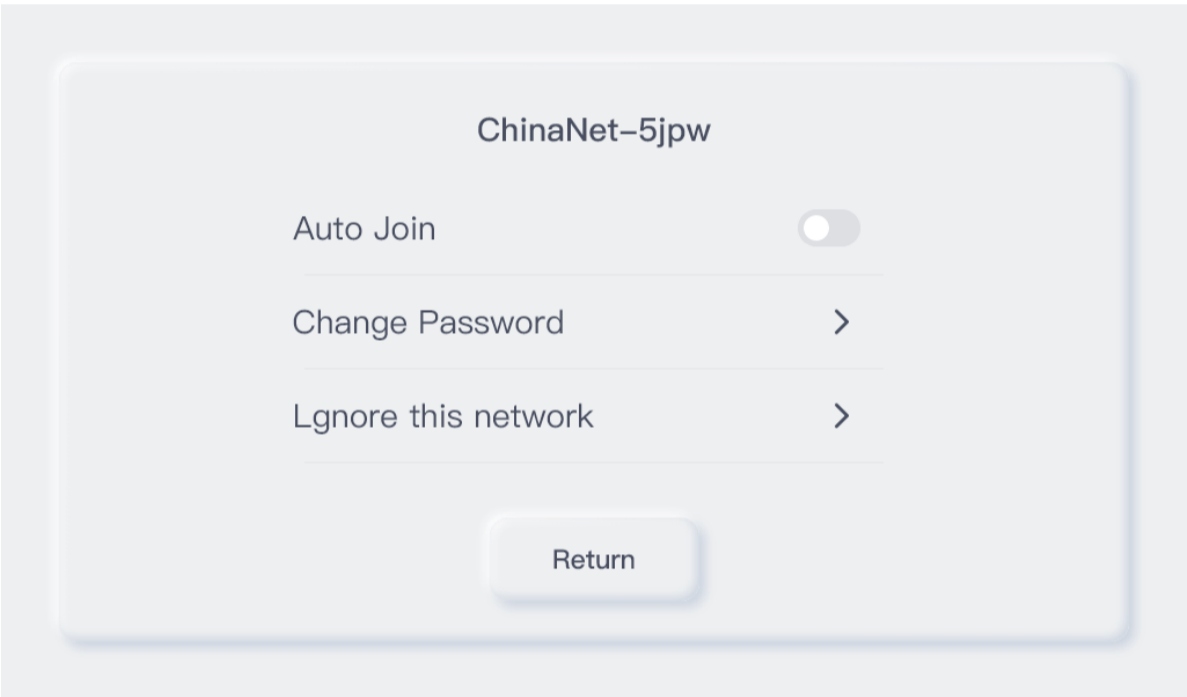 ChinaNet-5jpw
Auto Join
Change Password
Lgnore this network
Return